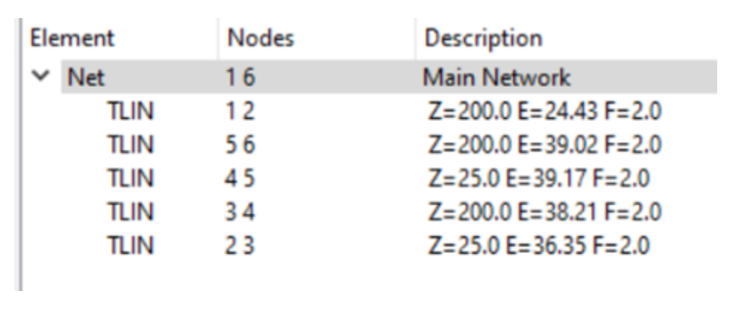 Element Nodes Description
Net 1 6 Main Network
TLIN 1 2 Z=200.0 E=24.43 F=2.0
TLIN 5 6 Z=200.0 E=39.02 F=2.0
TLIN 4 5 Z=25.0 E=39.17 F=2.0
TLIN 3 4 Z=200.0 E=38.21 F=2.0
TLIN 2 3 Z=25.0 E=36.35 F=2.0